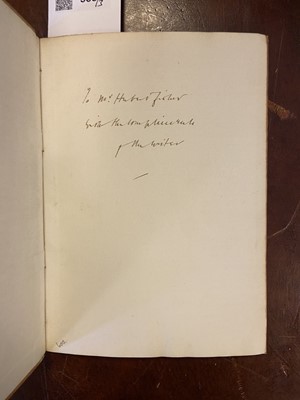 To Mr. Herbert Fisher
with the compliments
of the writer